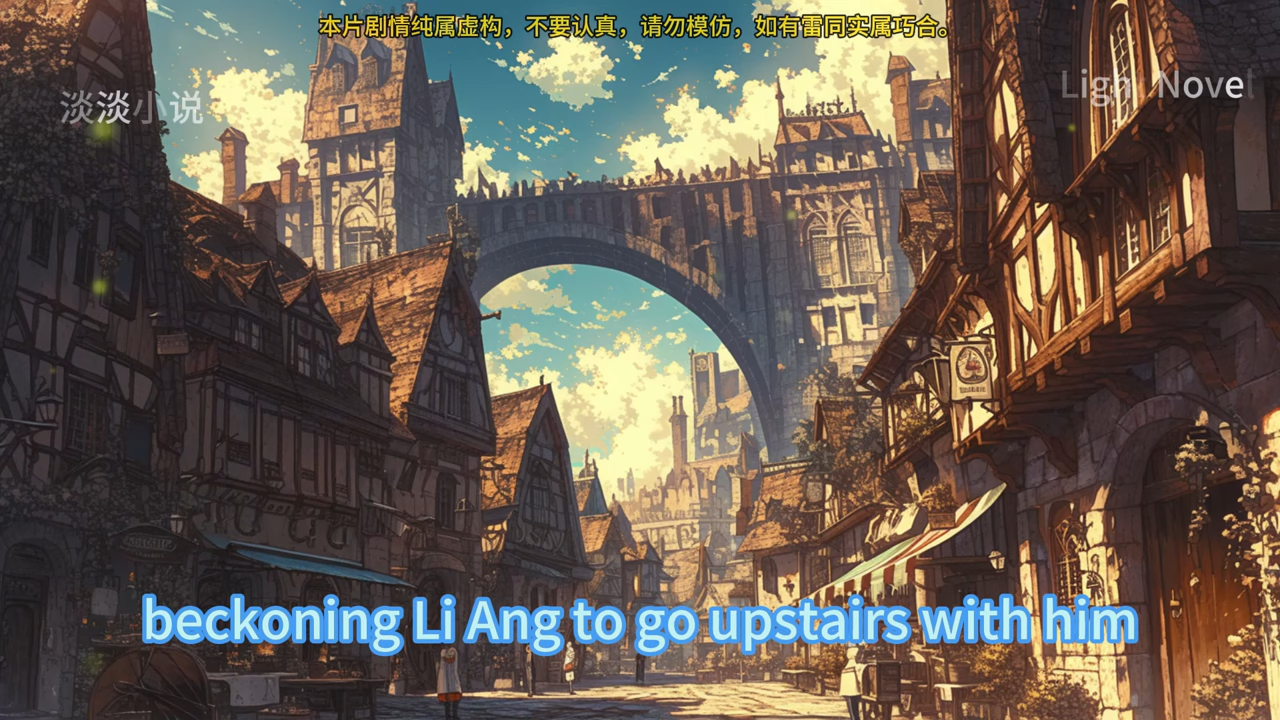 本片剧情纯属虚构，不要认真，请勿模仿，如有雷同实属巧合。
淡淡小说
Light Novel
beckoning Li Ang to go upstairs with him